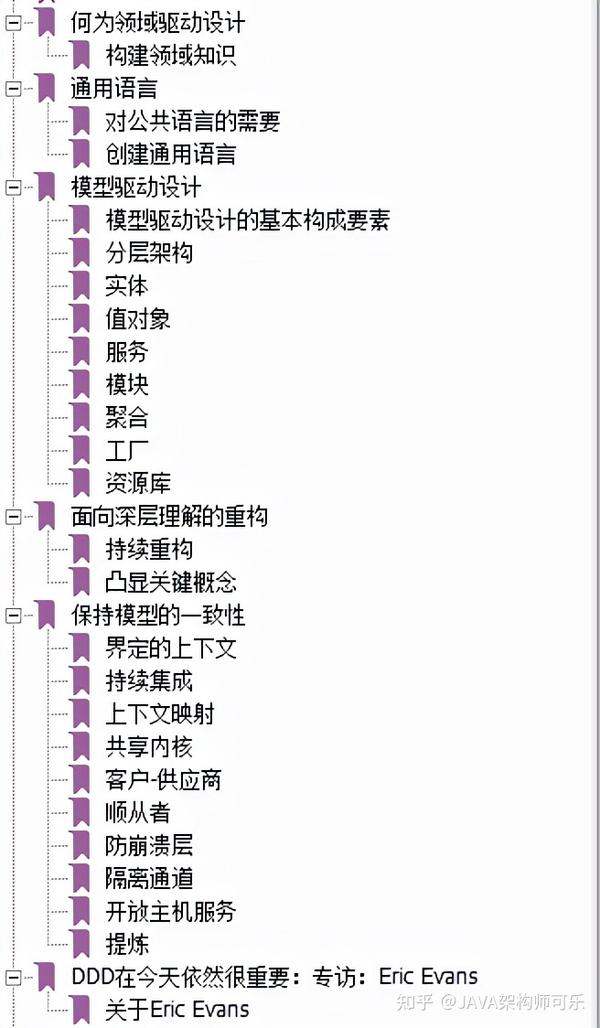 何为领域驱动设计
构建领域知识
通用语言
对公共语言的需要
创建通用语言
模型驱动设计
模型驱动设计的基本构成要素
分层架构
实体
值对象
服务
模块
聚合
工厂
资源库
面向深层理解的重构
持续重构
凸显关键概念
保持模型的一致性
界定的上下文
持续集成
上下文映射
共享内核
客户-供应商
顺从者
防崩溃层
隔离通道
开放主机服务
提炼
DDD在今天依然很重要：专访：Eric Evans
关于Eric Evans
知乎 @JAVA架构师可乐